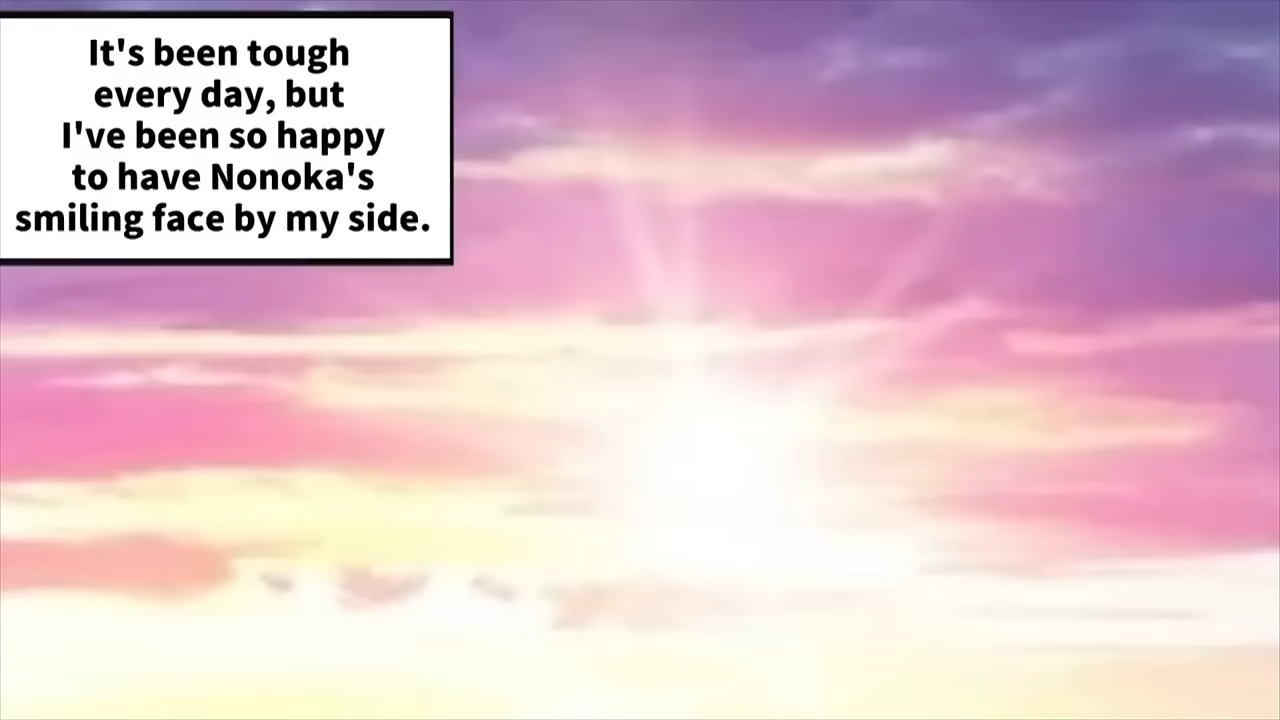 It's been tough
every day, but
I've been so happy
to have Nonoka's
smiling face by my side.